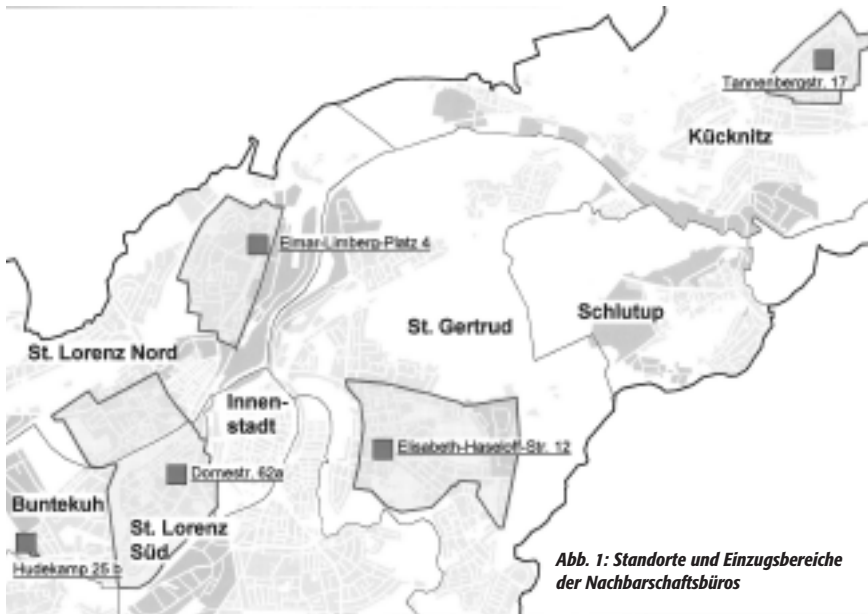 Tannenbergstr. 17
Kücknitz
Elmar-Limberg-Platz 4
St. Gertrud
Schlutup
St. Lorenz Nord
Innen-
stadt
Elisabeth-Haseloff-Str. 12
Dornestr. 62a
Buntekuh
St. Lorenz
Süd
Hudekamp 25 b
Abb. 1: Standorte und Einzugsbereiche
der Nachbarschaftsbüros